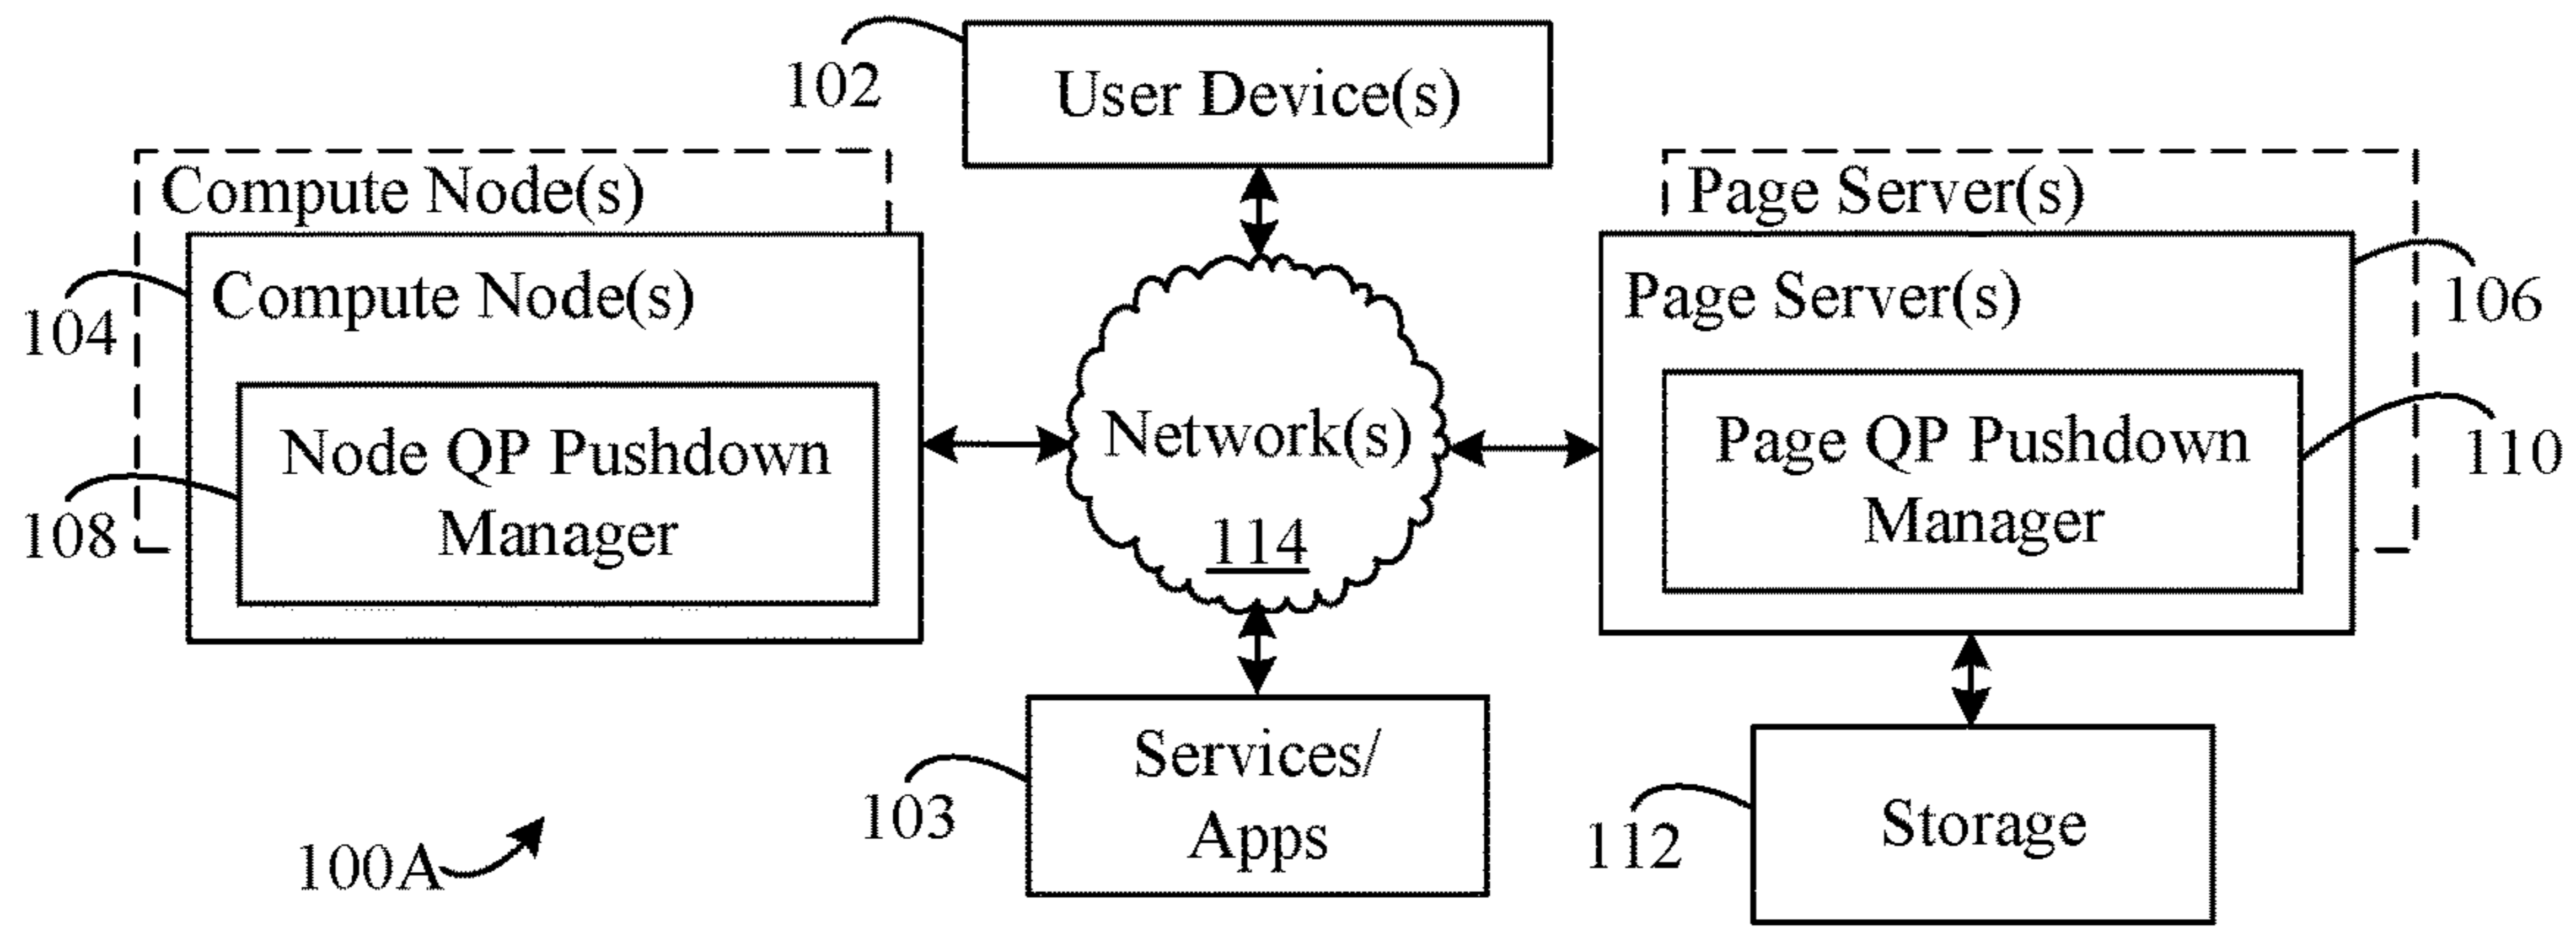 102
User Device(s)
Compute Node(s)
Page Server(s)
104
Compute Node(s)
Page Server(s)
106
108
Node QP Pushdown
Manager
Network(s)
114
Page QP Pushdown
Manager
110
100A
103
Services/
Apps
112
Storage